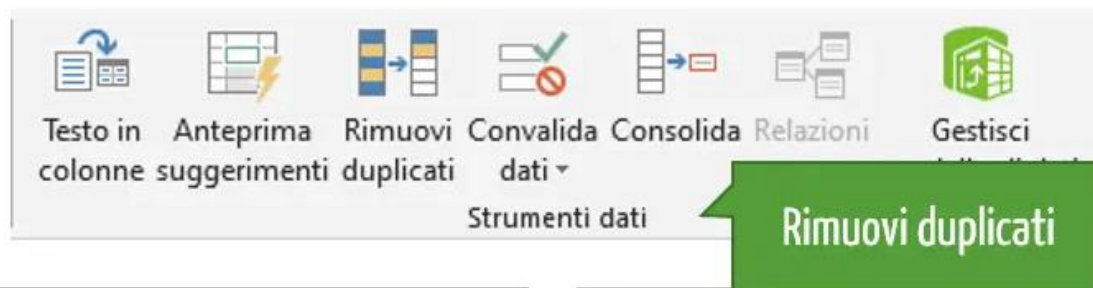 Testo in colonne
Anteprima suggerimenti
Rimuovi duplicati
Convalida dati
Consolida
Relazioni
Gestisci
Strumenti dati
Rimuovi duplicati